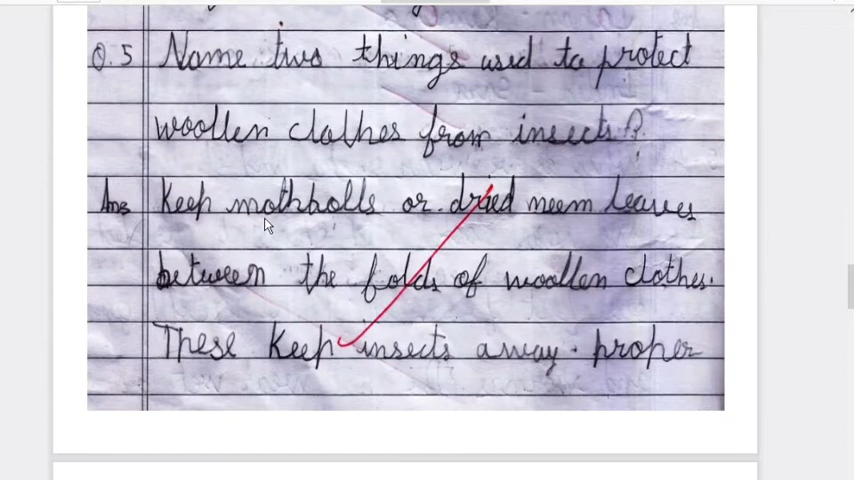 Q.5 Name two things used to protect
woollen clothes from insects?
Ans Keep mothballs or dried neem leaves
between the folds of woollen clothes.
These Keep insects away. proper